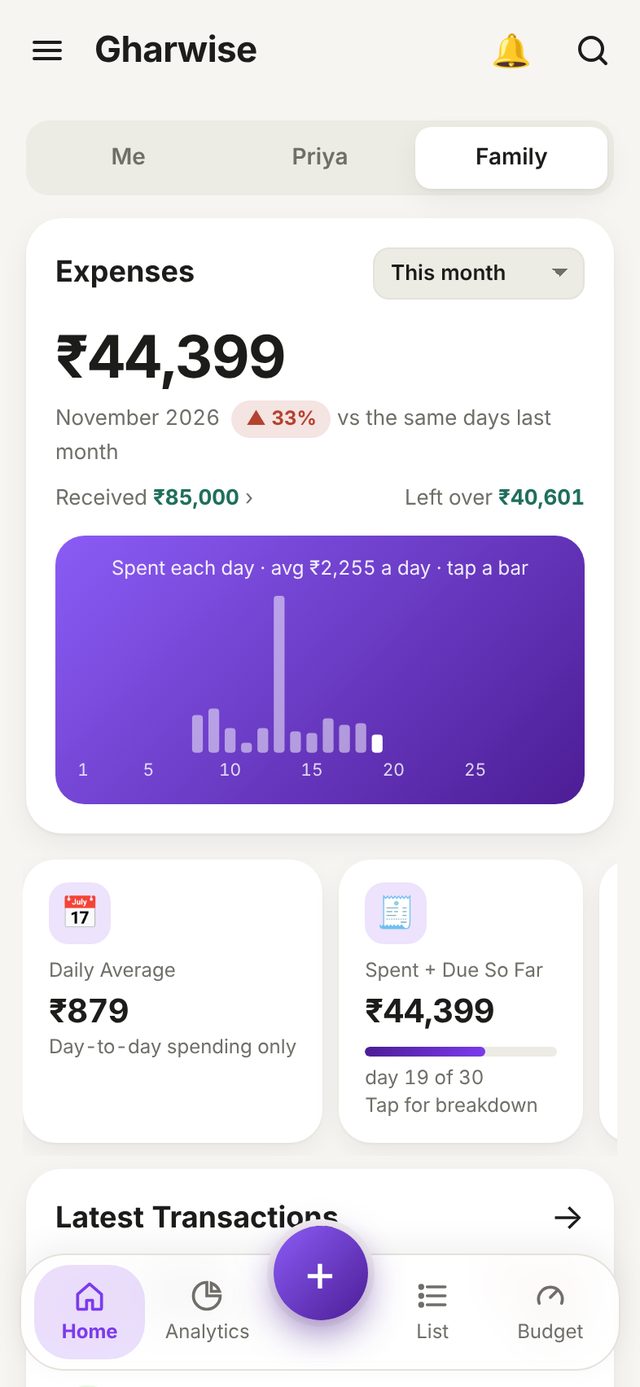 Gharwise
Me Priya Family
Expenses This month
₹44,399
November 2026 ▲ 33% vs the same days last
month
Received ₹85,000 › Left over ₹40,601
Spent each day · avg ₹2,255 a day · tap a bar
1 5 10 15 20 25
July
17
Daily Average
₹879
Day-to-day spending only
Spent + Due So Far
₹44,399
day 19 of 30
Tap for breakdown
Latest Transactions →
+
Home Analytics List Budget